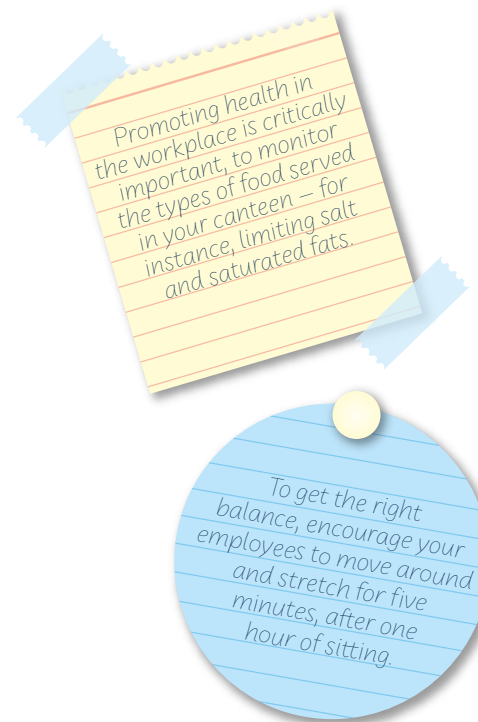 Promoting health in
the workplace is critically
important, to monitor
the types of food served
in your canteen – for
instance, limiting salt
and saturated fats.
To get the right
balance, encourage your
employees to move around
and stretch for five
minutes, after one
hour of sitting.